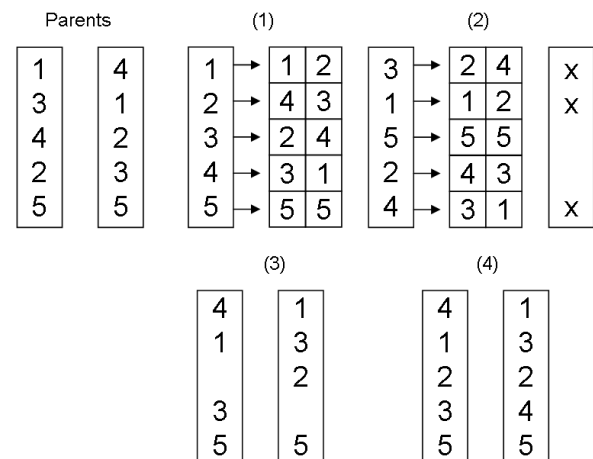 Parents (1) (2)
1 4 1 1 2 3 2 4 X
3 1 2 4 3 1 1 2 X
4 2 3 2 4 5 5 5
2 3 4 3 1 2 4 3
5 5 5 5 5 4 3 1 X
(3) (4)
4 1 4 1
1 3 1 3
2 2 2
3 3 4
5 5 5 5